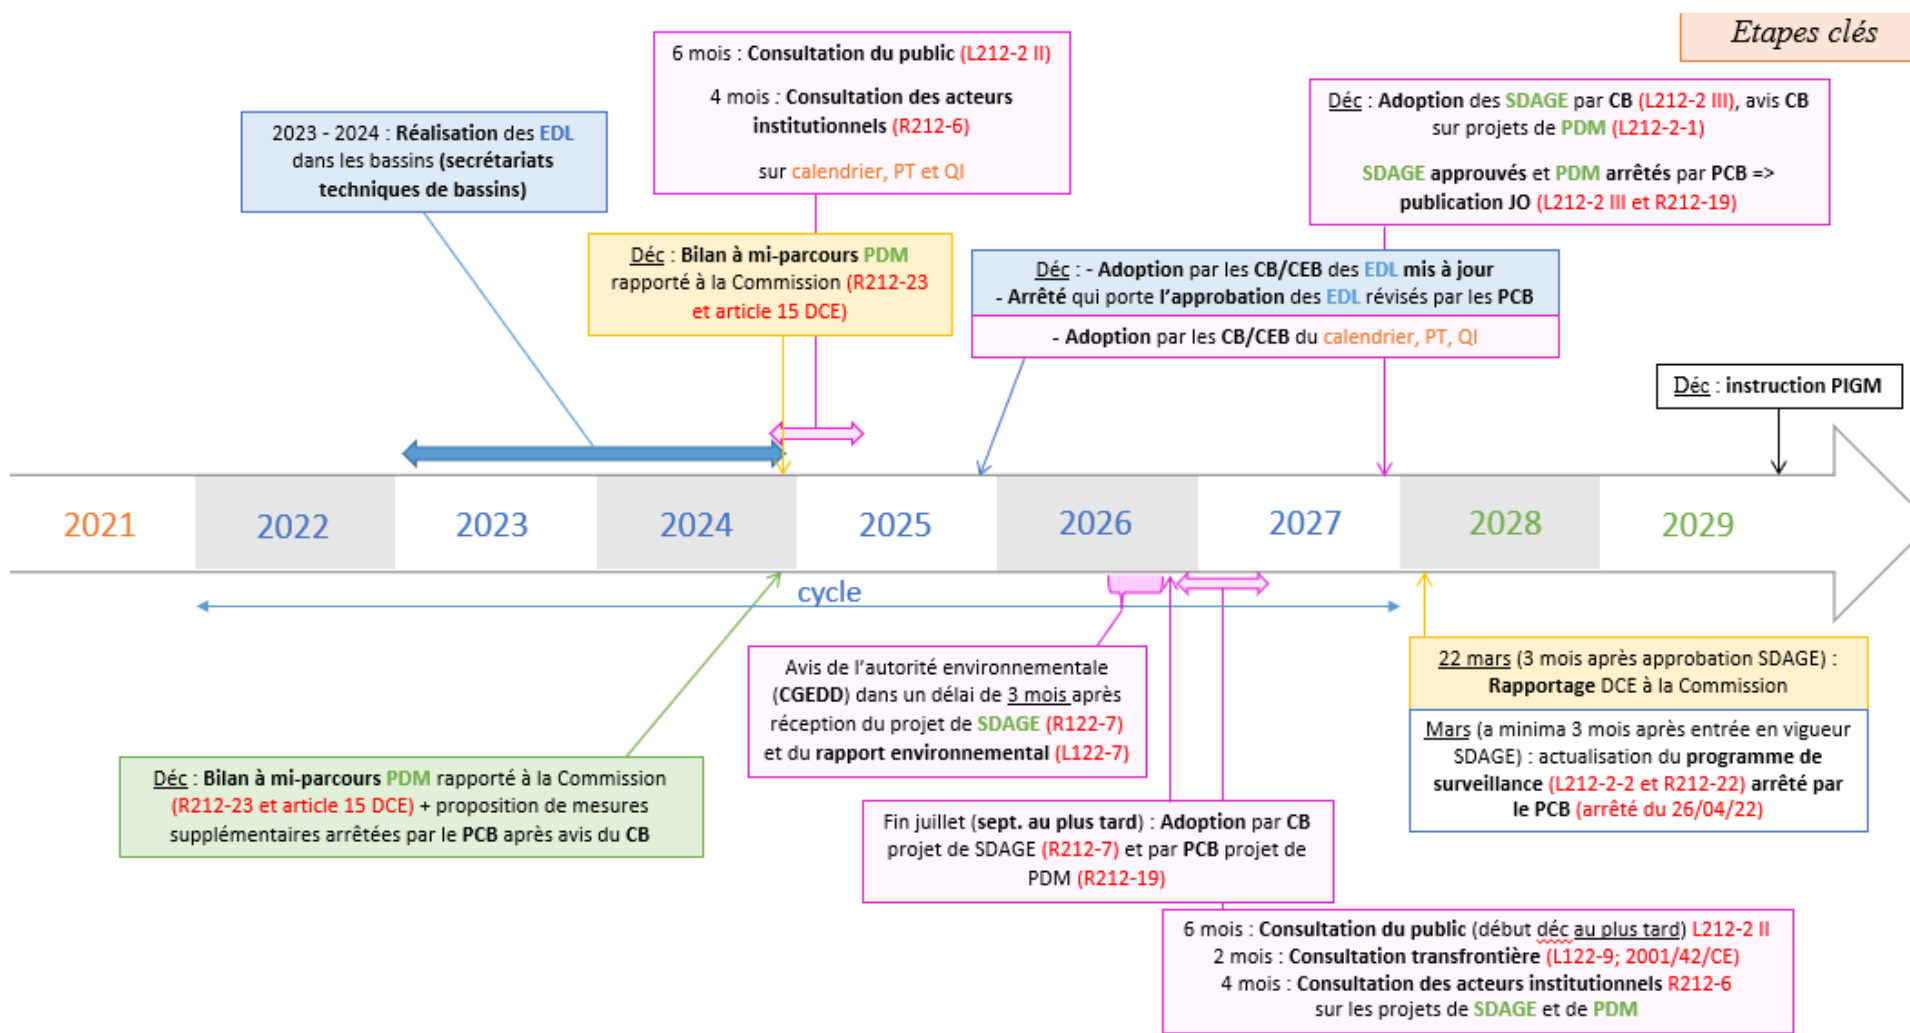 Etapes clés
6 mois : Consultation du public (L212-2 II)
4 mois : Consultation des acteurs
institutionnels (R212-6)
sur calendrier, PT et QI
Déc : Adoption des SDAGE par CB (L212-2 III), avis CB
sur projets de PDM (L212-2-1)
SDAGE approuvés et PDM arrêtés par PCB =>
publication JO (L212-2 III et R212-19)
2023 - 2024 : Réalisation des EDL
dans les bassins (secrétariats
techniques de bassins)
Déc : Bilan à mi-parcours PDM
rapporté à la Commission (R212-23
et article 15 DCE)
Déc : - Adoption par les CB/CEB des EDL mis à jour
- Arrêté qui porte l'approbation des EDL révisés par les PCB
- Adoption par les CB/CEB du calendrier, PT, QI
Déc : instruction PIGM
2021 2022 2023 2024 2025 2026 2027 2028 2029
cycle
Avis de l'autorité environnementale
(CGEDD) dans un délai de 3 mois après
réception du projet de SDAGE (R122-7)
et du rapport environnemental (L122-7)
22 mars (3 mois après approbation SDAGE) :
Rapportage DCE à la Commission
Mars (a minima 3 mois après entrée en vigueur
SDAGE) : actualisation du programme de
surveillance (L212-2-2 et R212-22) arrêté par
le PCB (arrêté du 26/04/22)
Déc : Bilan à mi-parcours PDM rapporté à la Commission
(R212-23 et article 15 DCE) + proposition de mesures
supplémentaires arrêtées par le PCB après avis du CB
Fin juillet (sept. au plus tard) : Adoption par CB
projet de SDAGE (R212-7) et par PCB projet de
PDM (R212-19)
6 mois : Consultation du public (début déc au plus tard) L212-2 II
2 mois : Consultation transfrontière (L122-9; 2001/42/CE)
4 mois : Consultation des acteurs institutionnels R212-6
sur les projets de SDAGE et de PDM